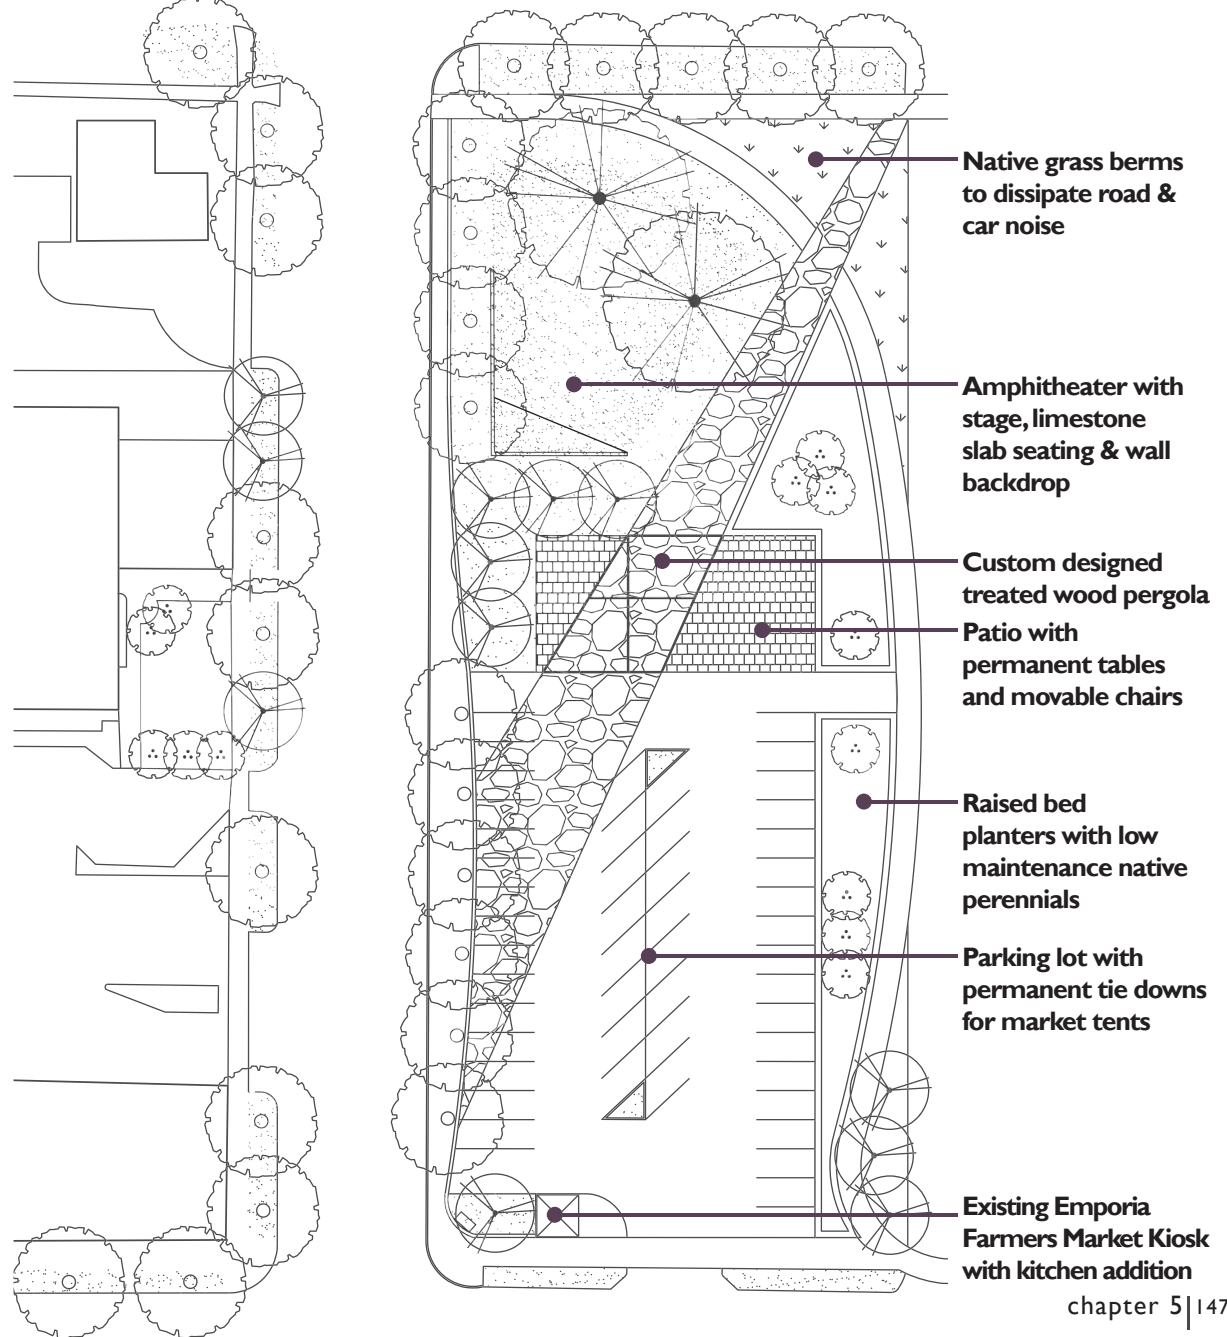 Native grass berms
to dissipate road &
car noise
Amphitheater with
stage, limestone
slab seating & wall
backdrop
Custom designed
treated wood pergola
Patio with
permanent tables
and movable chairs
Raised bed
planters with low
maintenance native
perennials
Parking lot with
permanent tie downs
for market tents
Existing Emporia
Farmers Market Kiosk
with kitchen addition
chapter 5|147